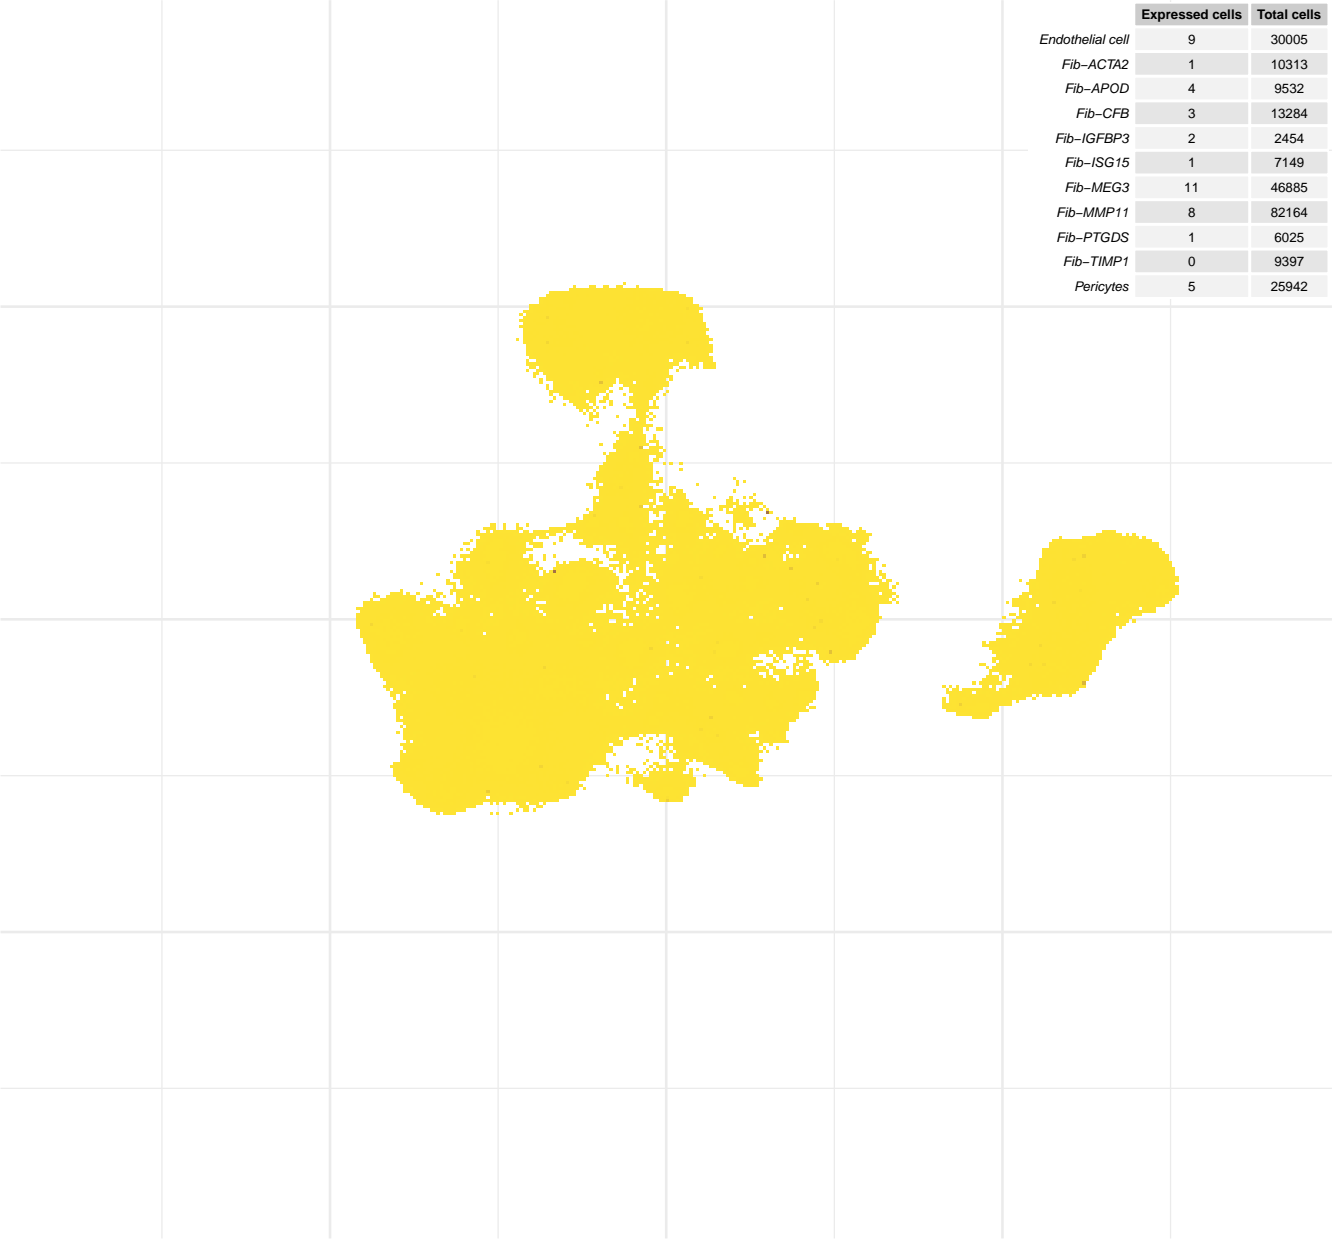 Expressed cells Total cells
Endothelial cell 9 30005
Fib−ACTA2 1 10313
Fib−APOD 4 9532
Fib−CFB 3 13284
Fib−IGFBP3 2 2454
Fib−ISG15 1 7149
Fib−MEG3 11 46885
Fib−MMP11 8 82164
Fib−PTGDS 1 6025
Fib−TIMP1 0 9397
Pericytes 5 25942